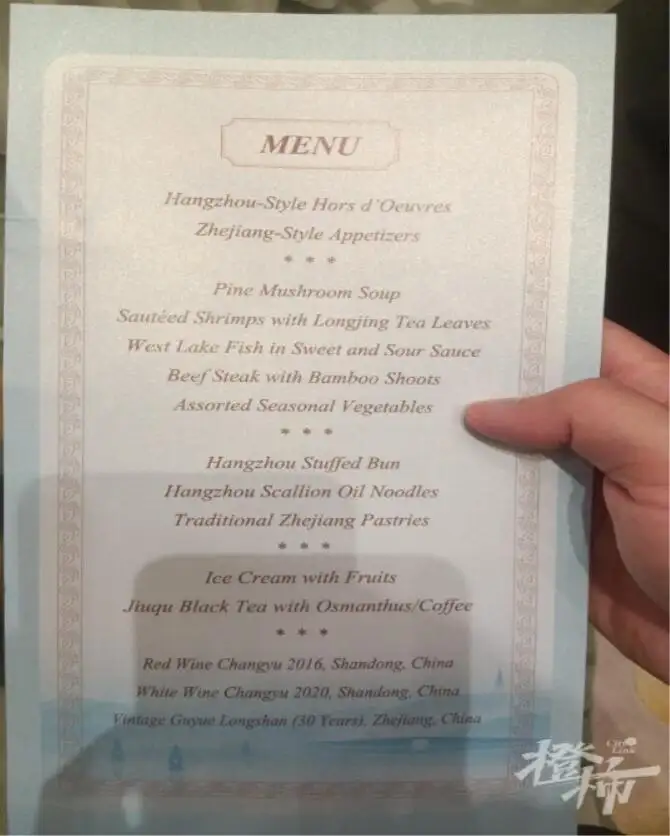 MENU
Hangzhou-Style Hors d'Oeuvres
Zhejiang-Style Appetizers
* * *
Pine Mushroom Soup
Sautéed Shrimps with Longjing Tea Leaves
West Lake Fish in Sweet and Sour Sauce
Beef Steak with Bamboo Shoots
Assorted Seasonal Vegetables
* * *
Hangzhou Stuffed Bun
Hangzhou Scallion Oil Noodles
Traditional Zhejiang Pastries
* * *
Ice Cream with Fruits
Jiuqu Black Tea with Osmanthus/Coffee
* * *
Red Wine Changyu 2016, Shandong, China
White Wine Changyu 2020, Shandong, China
Vintage Guyue Longshan (30 Years), Zhejiang, China
橙柿